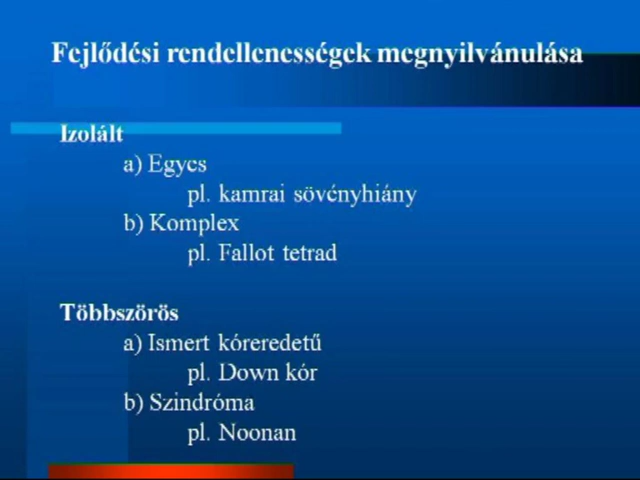 Fejlődési rendellenességek megnyilvánulása
Izolált
a) Egyes
pl. kamrai sövényhiány
b) Komplex
pl. Fallot tetrad
Többszörös
a) Ismert kóreredetű
pl. Down kór
b) Szindróma
pl. Noonan